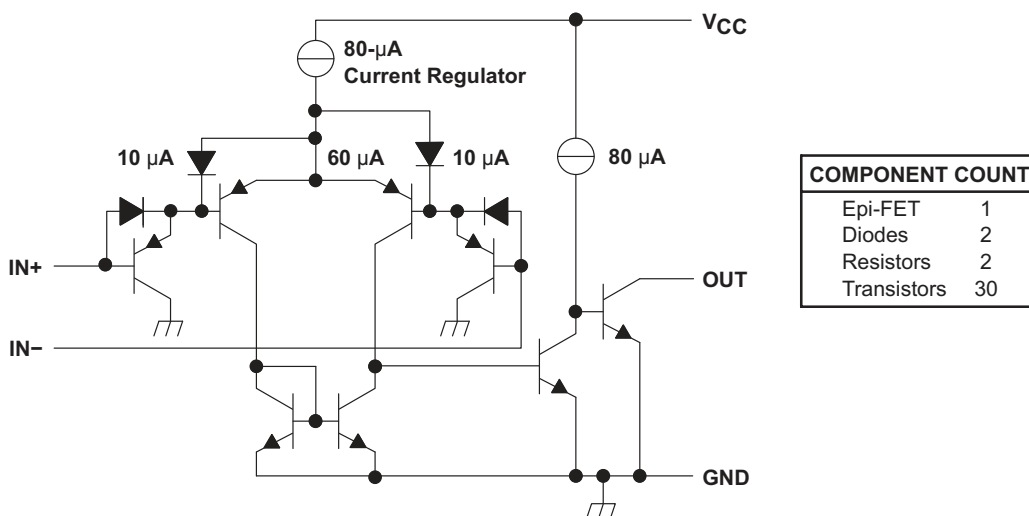 VCC
80-µA
Current Regulator
10 µA
60 µA
10 µA
80 µA
IN+
OUT
IN−
GND
COMPONENT COUNT
Epi-FET 1
Diodes 2
Resistors 2
Transistors 30